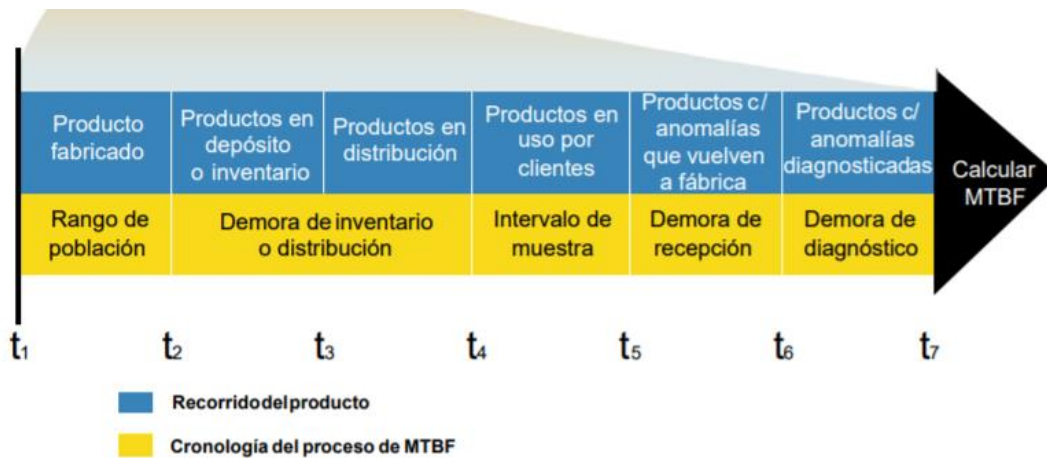 Producto
fabricado
Productos en
depósito
o inventario
Productos en
distribución
Productos en
uso por
clientes
Productos c/
anomalías
que vuelven
a fábrica
Productos c/
anomalías
diagnosticadas
Calcular
MTBF
Rango de
población
Demora de inventario
o distribución
Intervalo de
muestra
Demora de
recepción
Demora de
diagnóstico
t1 t2 t3 t4 t5 t6 t7
Recorrido del producto
Cronología del proceso de MTBF